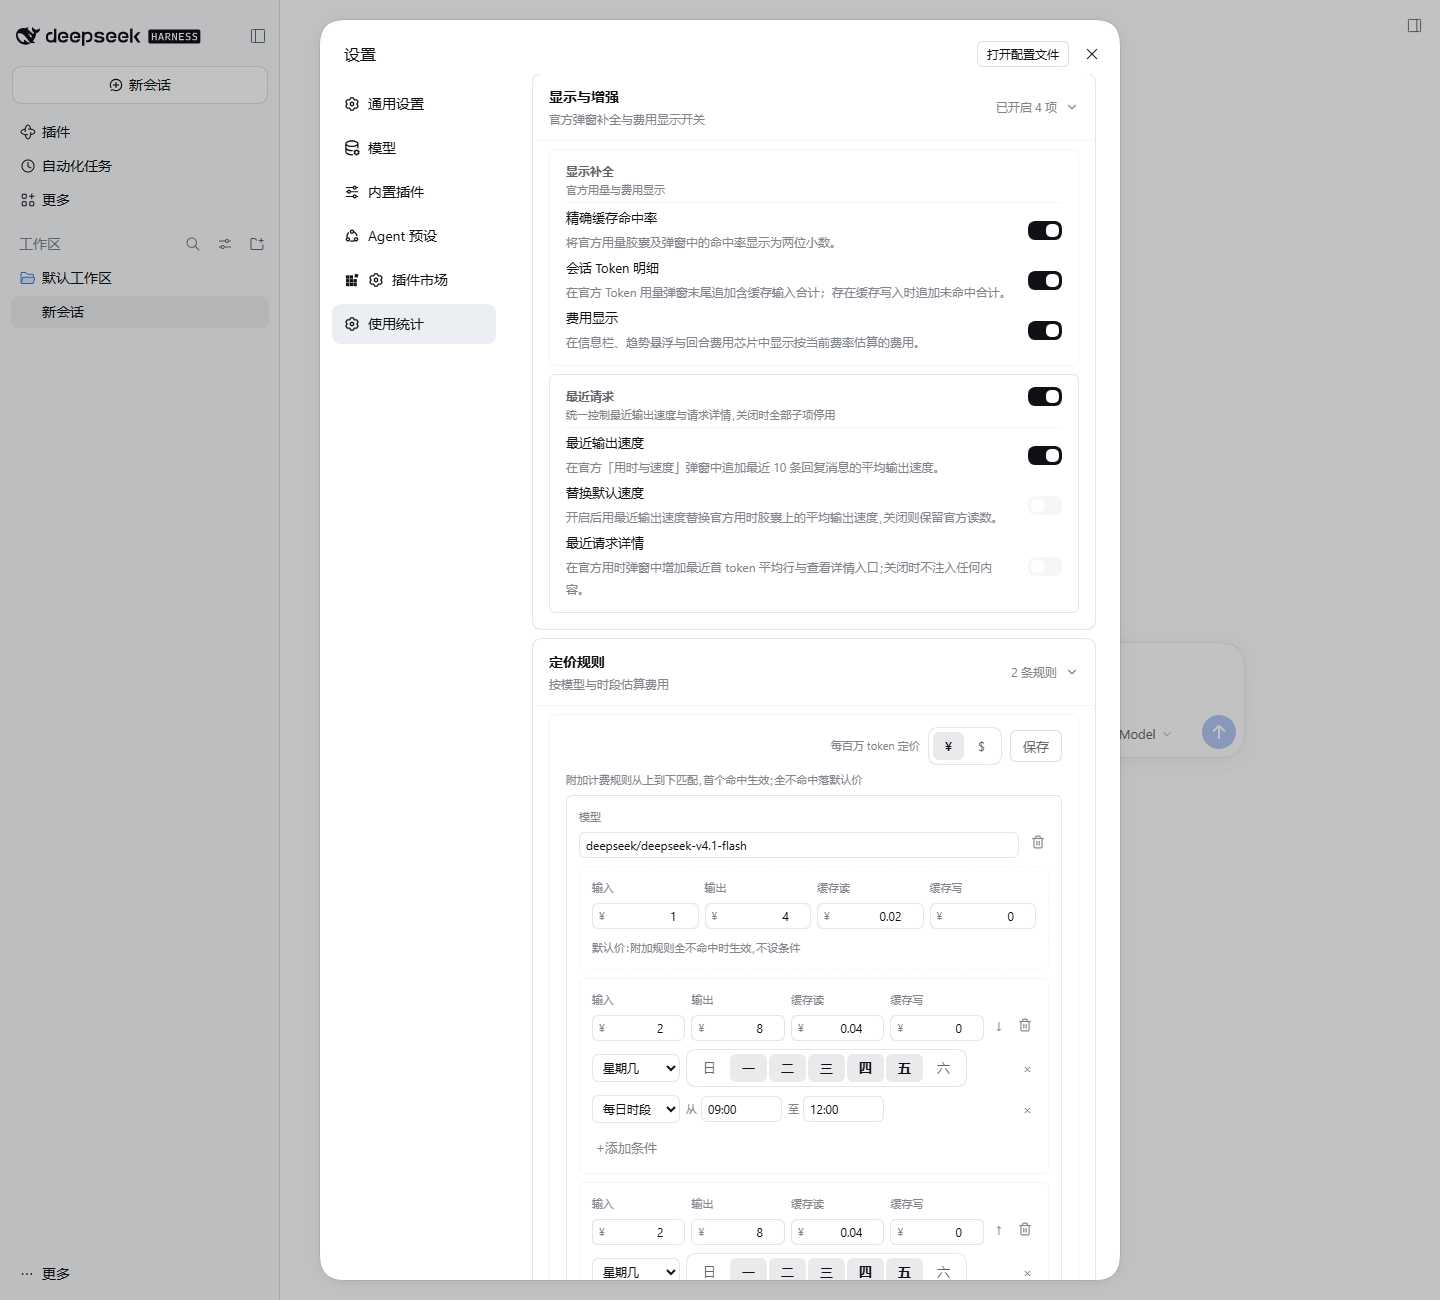 deepseek HARNESS
新会话
插件
自动化任务
更多
工作区
默认工作区
新会话
更多
设置
打开配置文件
通用设置
模型
内置插件
Agent 预设
插件市场
使用统计
显示与增强
官方弹窗补全与费用显示开关
已开启 4 项
显示补全
官方用量与费用显示
精确缓存命中率
将官方用量胶囊及弹窗中的命中率显示为两位小数。
会话 Token 明细
在官方 Token 用量弹窗末尾追加含缓存输入合计；存在缓存写入时追加未命中合计。
费用显示
在信息栏、趋势悬浮与回合费用芯片中显示按当前费率估算的费用。
最近请求
统一控制最近输出速度与请求详情,关闭时全部子项停用
最近输出速度
在官方「用时与速度」弹窗中追加最近 10 条回复消息的平均输出速度。
替换默认速度
开启后用最近输出速度替换官方用时胶囊上的平均输出速度,关闭则保留官方读数。
最近请求详情
在官方用时弹窗中增加最近首 token 平均行与查看详情入口;关闭时不注入任何内
容。
定价规则
按模型与时段估算费用
2 条规则
每百万 token 定价 ¥ $ 保存
附加计费规则从上到下匹配,首个命中生效;全不命中落默认价
模型
deepseek/deepseek-v4.1-flash
输入 输出 缓存读 缓存写
¥ 1 ¥ 4 ¥ 0.02 ¥ 0
默认价:附加规则全不命中时生效,不设条件
输入 输出 缓存读 缓存写
¥ 2 ¥ 8 ¥ 0.04 ¥ 0 ↓
星期几 日 一 二 三 四 五 六 ×
每日时段 从 09:00 至 12:00 ×
+添加条件
输入 输出 缓存读 缓存写
¥ 2 ¥ 8 ¥ 0.04 ¥ 0 ↑
星期几 日 一 二 三 四 五 六 ×
Model